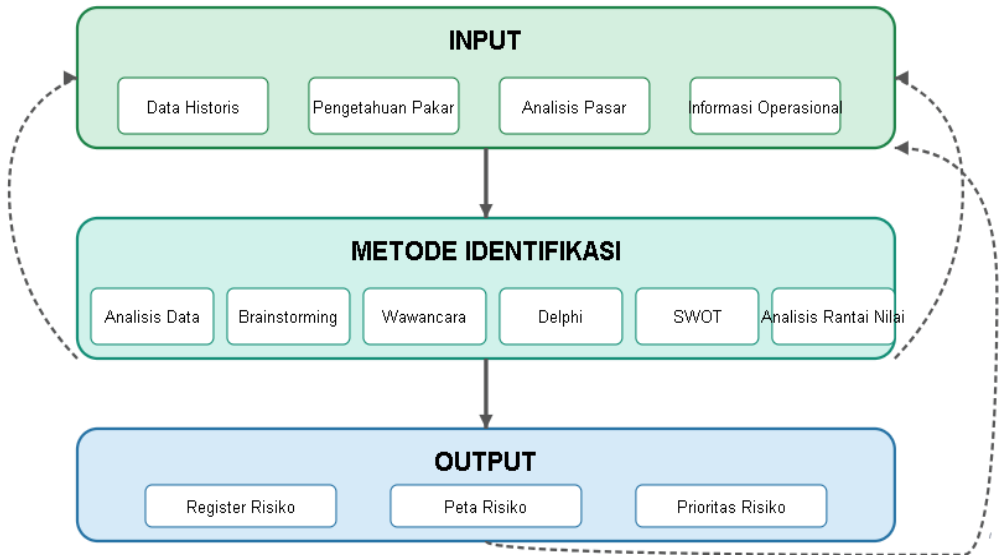 INPUT
Data Historis
Pengetahuan Pakar
Analisis Pasar
Informasi Operasional
METODE IDENTIFIKASI
Analisis Data
Brainstorming
Wawancara
Delphi
SWOT
Analisis Rantai Nilai
OUTPUT
Register Risiko
Peta Risiko
Prioritas Risiko